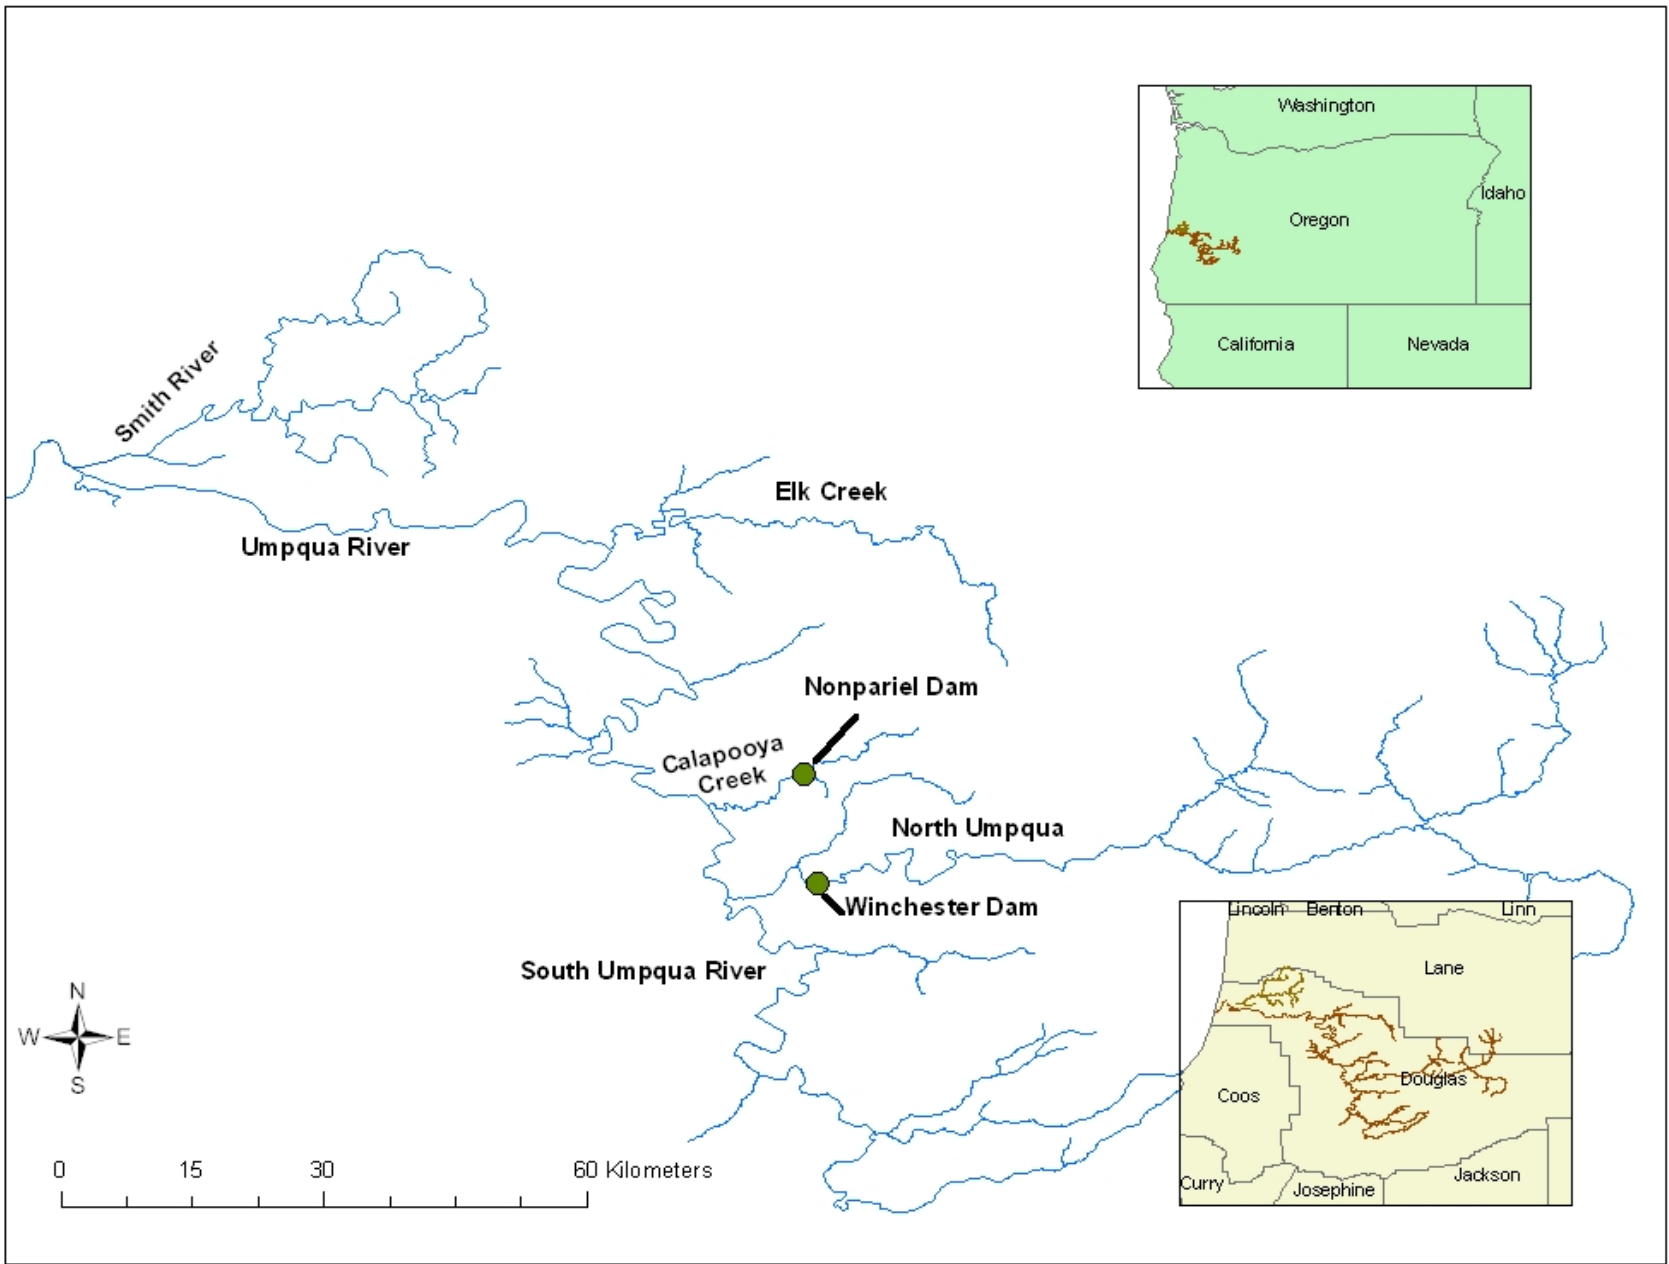 Washington
Idaho
Oregon
California
Nevada
Smith River
Elk Creek
Umpqua River
Nonpariel Dam
Calapooya
Creek
North Umpqua
Winchester Dam
South Umpqua River
Lincoln Benton Linn
Lane
Douglas
Coos
Curry
Josephine
Jackson
N
W E
S
0 15 30 60 Kilometers